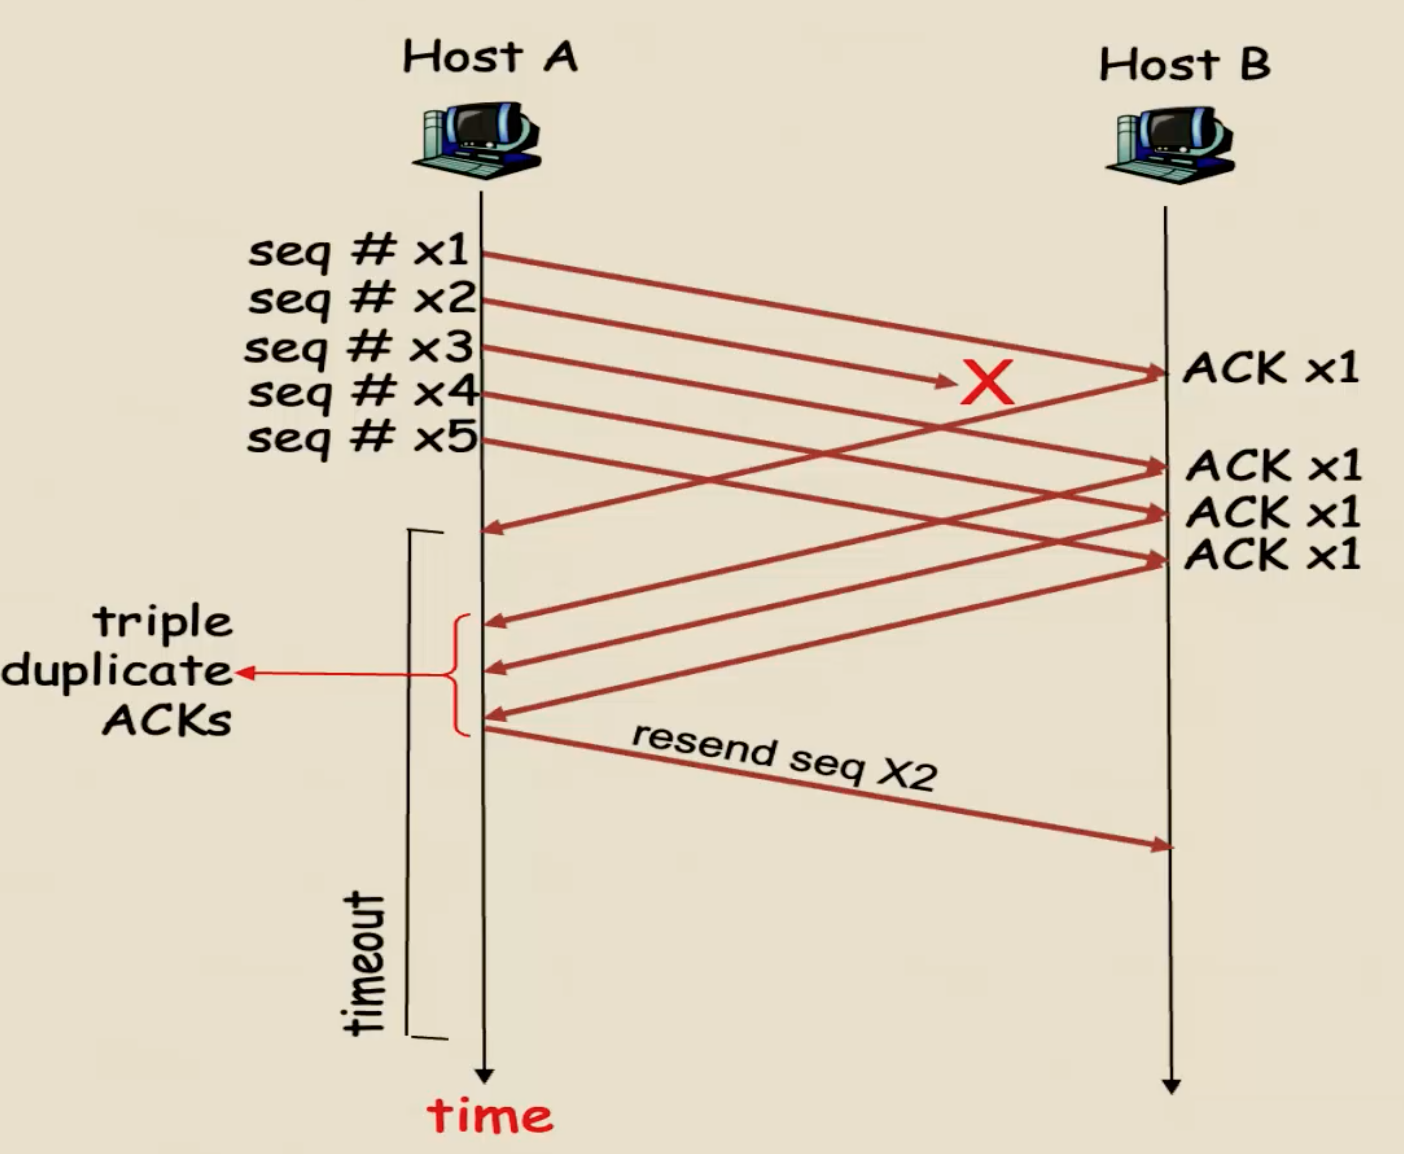 Host A
Host B
seq # x1
seq # x2
seq # x3
seq # x4
seq # x5
ACK x1
ACK x1
ACK x1
ACK x1
triple
duplicate
ACKs
resend seq X2
timeout
time